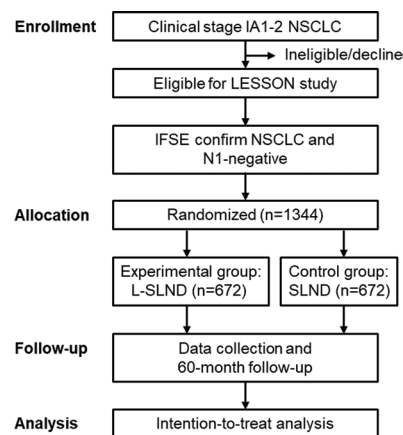 Enrollment
Clinical stage IA1-2 NSCLC
Ineligible/decline
Eligible for LESSON study
IFSE confirm NSCLC and
N1-negative
Allocation
Randomized (n=1344)
Experimental group:
L-SLND (n=672)
Control group:
SLND (n=672)
Follow-up
Data collection and
60-month follow-up
Analysis
Intention-to-treat analysis